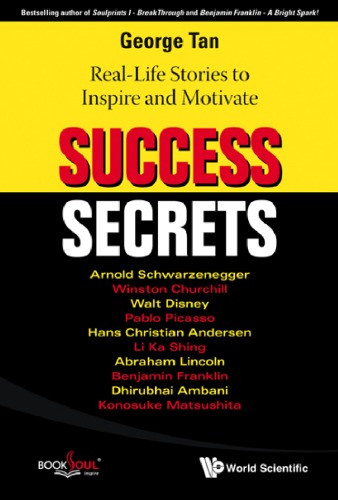 Bestselling author of Soulprints I - BreakThrough and Benjamin Franklin - A Bright Spark!
George Tan
Real-Life Stories to
Inspire and Motivate
SUCCESS
SECRETS
Arnold Schwarzenegger
Winston Churchill
Walt Disney
Pablo Picasso
Hans Christian Andersen
Li Ka Shing
Abraham Lincoln
Benjamin Franklin
Dhirubhai Ambani
Konosuke Matsushita
BOOKSOUL
inspire
World Scientific